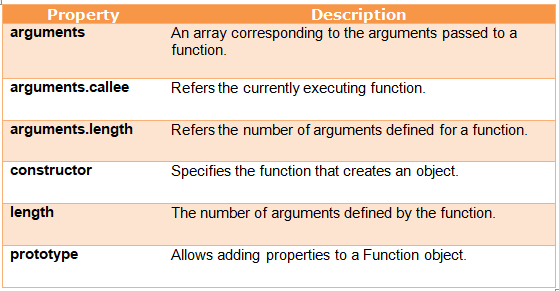 Property Description
arguments An array corresponding to the arguments passed to a
function.
arguments.callee Refers the currently executing function.
arguments.length Refers the number of arguments defined for a function.
constructor Specifies the function that creates an object.
length The number of arguments defined by the function.
prototype Allows adding properties to a Function object.